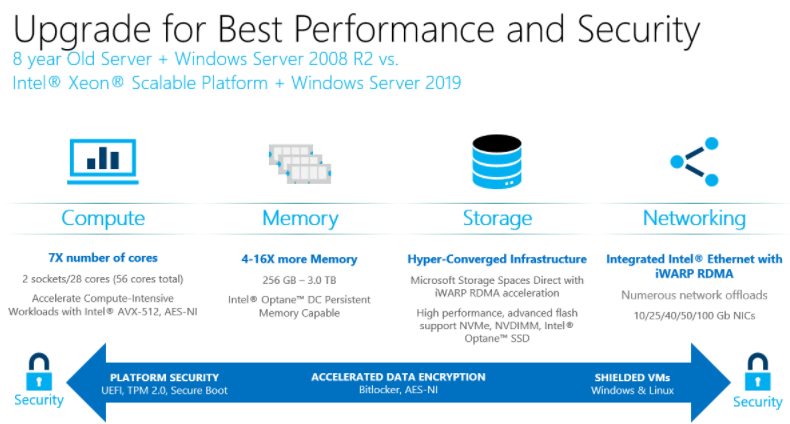 Upgrade for Best Performance and Security
8 year Old Server + Windows Server 2008 R2 vs.
Intel® Xeon® Scalable Platform + Windows Server 2019
Compute
7X number of cores
2 sockets/28 cores (56 cores total)
Accelerate Compute-Intensive
Workloads with Intel® AVX-512, AES-NI
Memory
4-16X more Memory
256 GB – 3.0 TB
Intel® Optane™ DC Persistent
Memory Capable
Storage
Hyper-Converged Infrastructure
Microsoft Storage Spaces Direct with
iWARP RDMA acceleration
High performance, advanced flash
support NVMe, NVDIMM, Intel®
Optane™ SSD
Networking
Integrated Intel® Ethernet with
iWARP RDMA
Numerous network offloads
10/25/40/50/100 Gb NICs
Security
PLATFORM SECURITY
UEFI, TPM 2.0, Secure Boot
ACCELERATED DATA ENCRYPTION
Bitlocker, AES-NI
SHIELDED VMs
Windows & Linux
Security